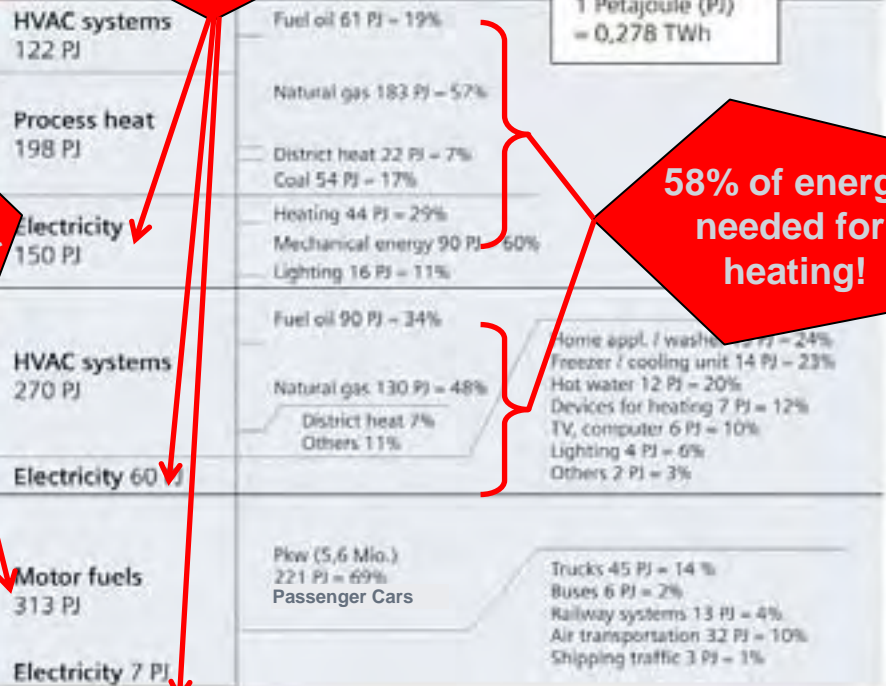 HVAC systems
122 PJ
Process heat
198 PJ
Electricity
150 PJ
HVAC systems
270 PJ
Electricity 60
Motor fuels
313 PJ
Electricity 7 PJ
Fuel oil 61 PJ – 19%
Natural gas 183 PJ – 57%
District heat 22 PJ – 7%
Coal 54 PJ – 17%
Heating 44 PJ – 29%
Mechanical energy 90 PJ 60%
Lighting 16 PJ – 11%
Fuel oil 90 PJ – 34%
Natural gas 130 PJ – 48%
District heat 7%
Others 11%
Pkw (5,6 Mio.)
221 PJ – 69%
Passenger Cars
1 Petajoule (PJ)
= 0,278 TWh
58% of energ
needed for
heating!
Home appl. / washe PJ – 24%
Freezer / cooling unit 14 PJ – 23%
Hot water 12 PJ – 20%
Devices for heating 7 PJ – 12%
TV, computer 6 PJ – 10%
Lighting 4 PJ – 6%
Others 2 PJ – 3%
Trucks 45 PJ – 14 %
Buses 6 PJ – 2%
Railway systems 13 PJ – 4%
Air transportation 32 PJ – 10%
Shipping traffic 3 PJ – 1%